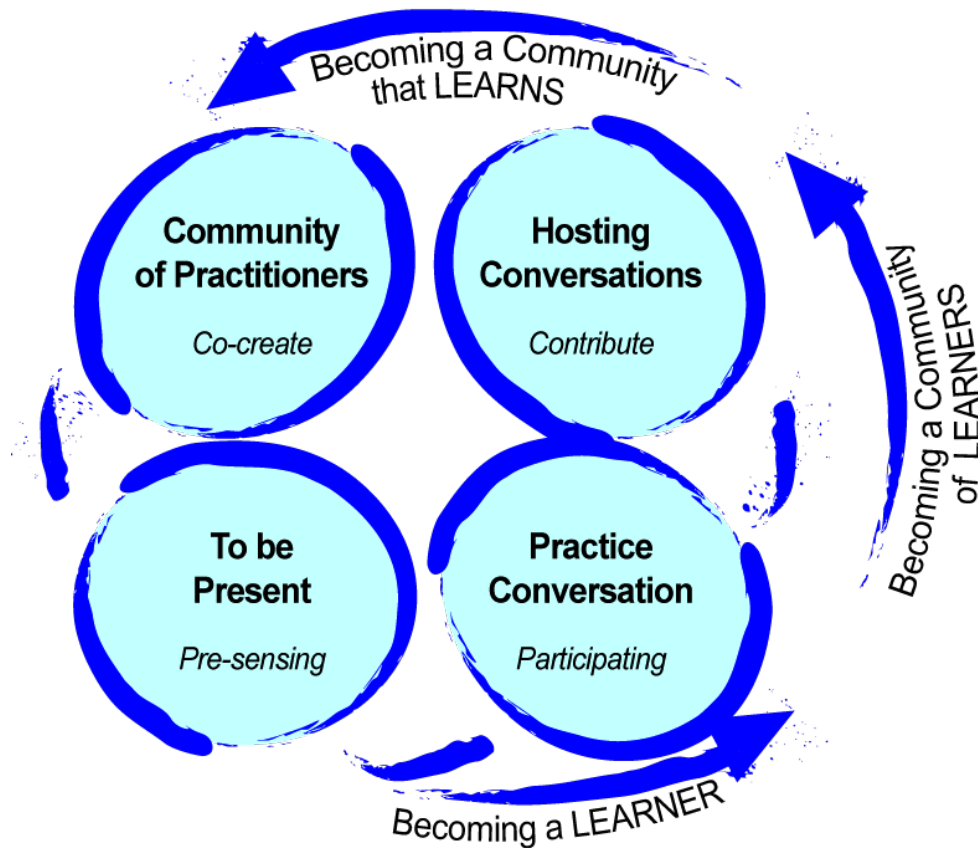 Becoming a Community
that LEARNS
Community
of Practitioners
Co-create
Hosting
Conversations
Contribute
Becoming a Community
of LEARNERS
To be
Present
Pre-sensing
Practice
Conversation
Participating
Becoming a LEARNER